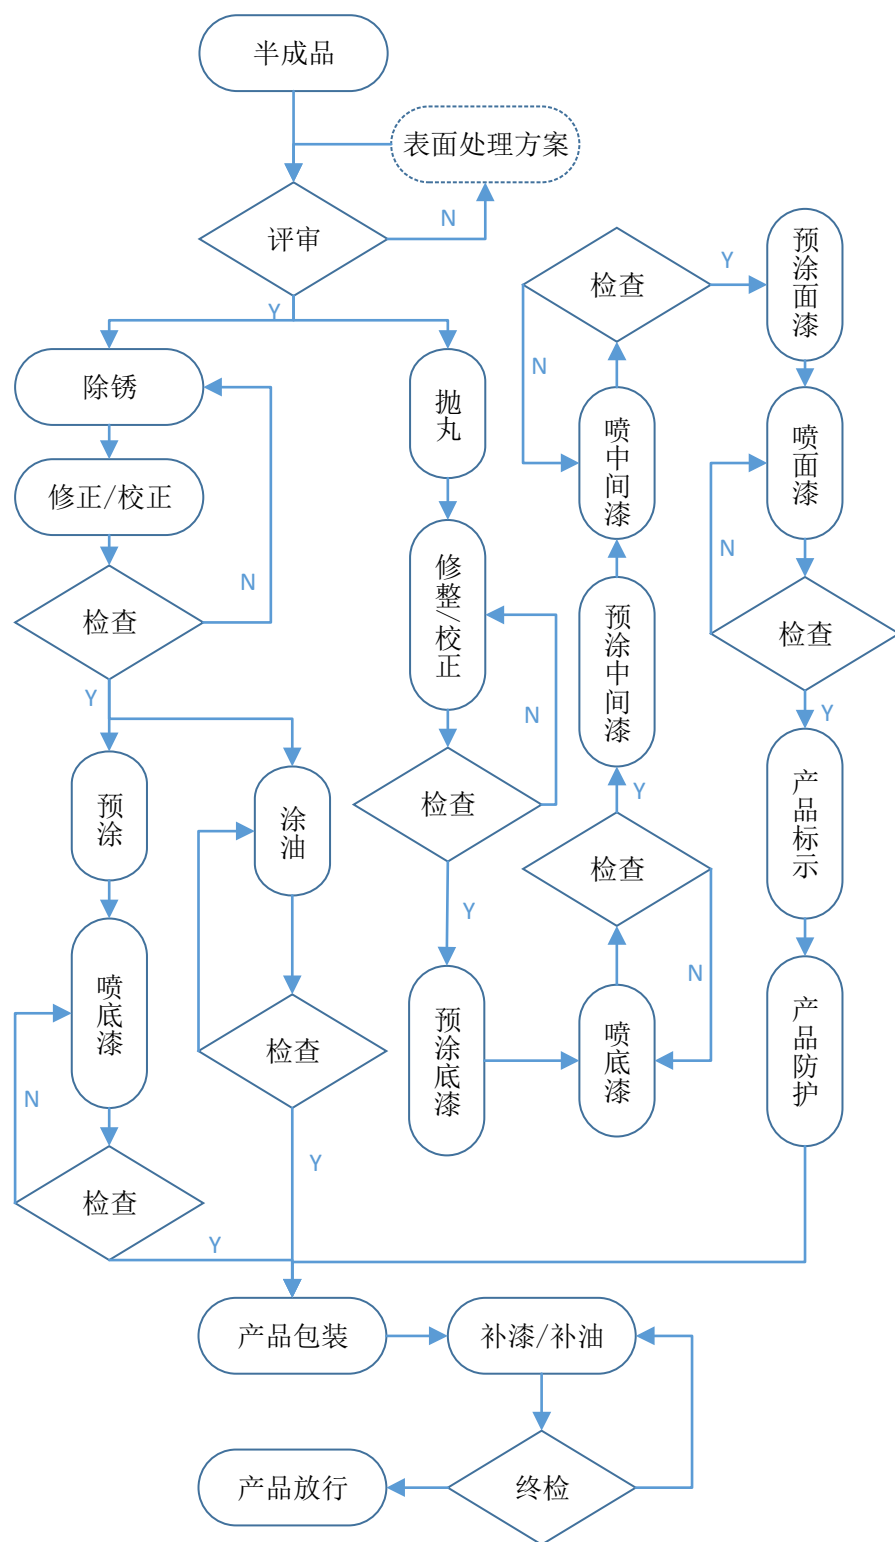 半成品
表面处理方案
评审
N
Y
除锈
修正/校正
检查
N
Y
预涂
喷底漆
检查
N
Y
涂油
检查
Y
抛丸
修整/校正
检查
N
Y
预涂底漆
喷底漆
检查
N
Y
预涂中间漆
喷中间漆
检查
N
Y
预涂面漆
喷面漆
检查
N
Y
产品标示
产品防护
产品包装
补漆/补油
终检
产品放行